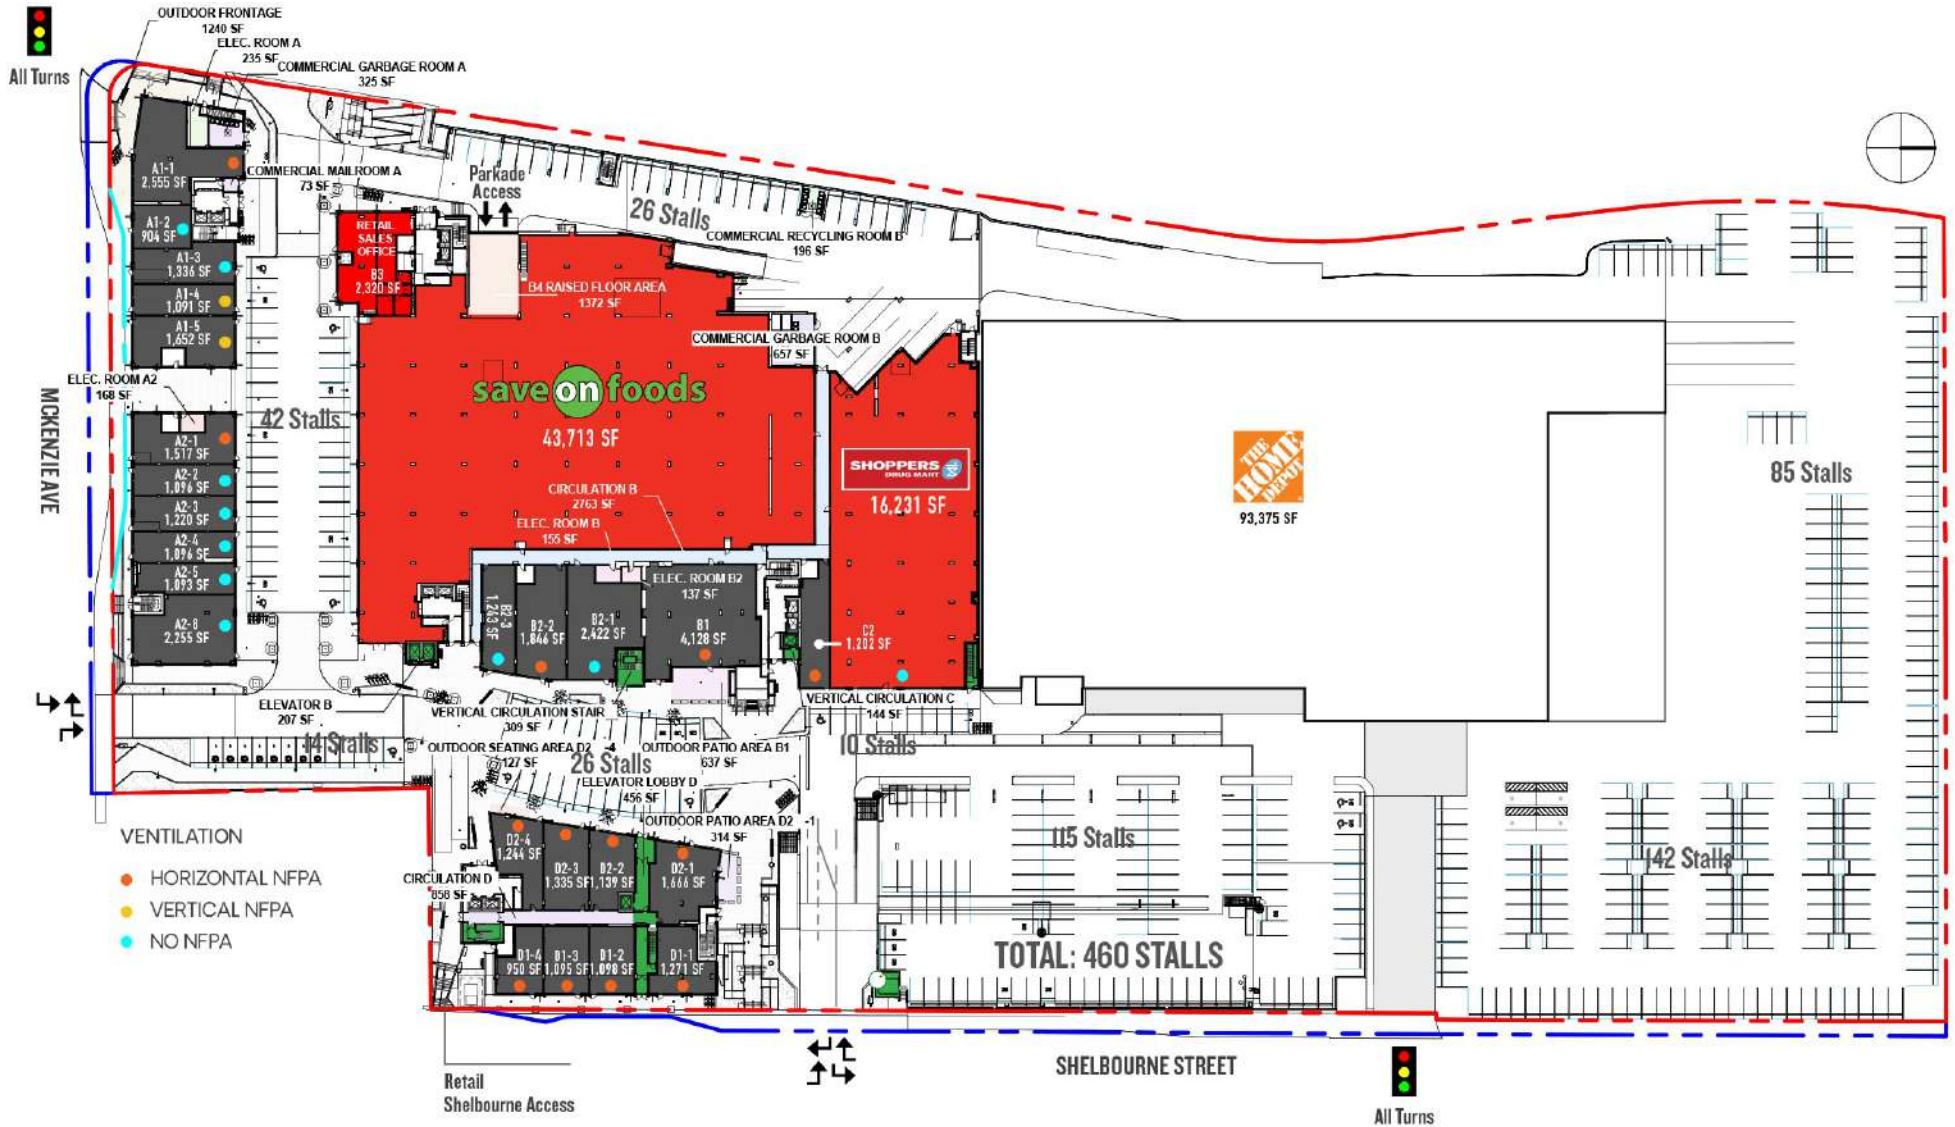 All Turns
OUTDOOR FRONTAGE
1240 SF
ELEC. ROOM A
235 SF
COMMERCIAL GARBAGE ROOM A
325 SF
A1-1
2,555 SF
COMMERCIAL MAILROOM A
73 SF
Parkade
Access
26 Stalls
COMMERCIAL RECYCLING ROOM B
196 SF
A1-2
904 SF
A1-3
1,336 SF
A1-4
1,091 SF
A1-5
1,652 SF
RETAIL
SALES
OFFICE
B3
2,320 SF
B4 RAISED FLOOR AREA
1372 SF
COMMERCIAL GARBAGE ROOM B
657 SF
ELEC. ROOM A2
168 SF
MCKENZIE AVE
42 Stalls
save on foods
43,713 SF
SHOPPERS
DRUG MART
16,231 SF
THE
HOME
DEPOT
93,375 SF
85 Stalls
A2-1
1,517 SF
A2-2
1,096 SF
A2-3
1,220 SF
A2-4
1,096 SF
A2-5
1,093 SF
A2-8
2,255 SF
CIRCULATION B
2763 SF
ELEC. ROOM B
155 SF
ELEC. ROOM B2
137 SF
B2-3
1,243 SF
B2-2
1,846 SF
B2-1
2,422 SF
B1
4,128 SF
C2
1,202 SF
ELEVATOR B
207 SF
VERTICAL CIRCULATION STAIR
309 SF
VERTICAL CIRCULATION C
144 SF
14 Stalls
OUTDOOR SEATING AREA D2 -4
127 SF
26 Stalls
OUTDOOR PATIO AREA B1
637 SF
10 Stalls
ELEVATOR LOBBY D
456 SF
OUTDOOR PATIO AREA D2 -1
314 SF
115 Stalls
142 Stalls
VENTILATION
HORIZONTAL NFPA
VERTICAL NFPA
NO NFPA
D2-4
1,244 SF
D2-3
1,335 SF
D2-2
1,139 SF
D2-1
1,666 SF
CIRCULATION D
858 SF
D1-4
950 SF
D1-3
1,095 SF
D1-2
1,098 SF
D1-1
1,271 SF
TOTAL: 460 STALLS
SHELBOURNE STREET
Retail
Shelbourne Access
All Turns